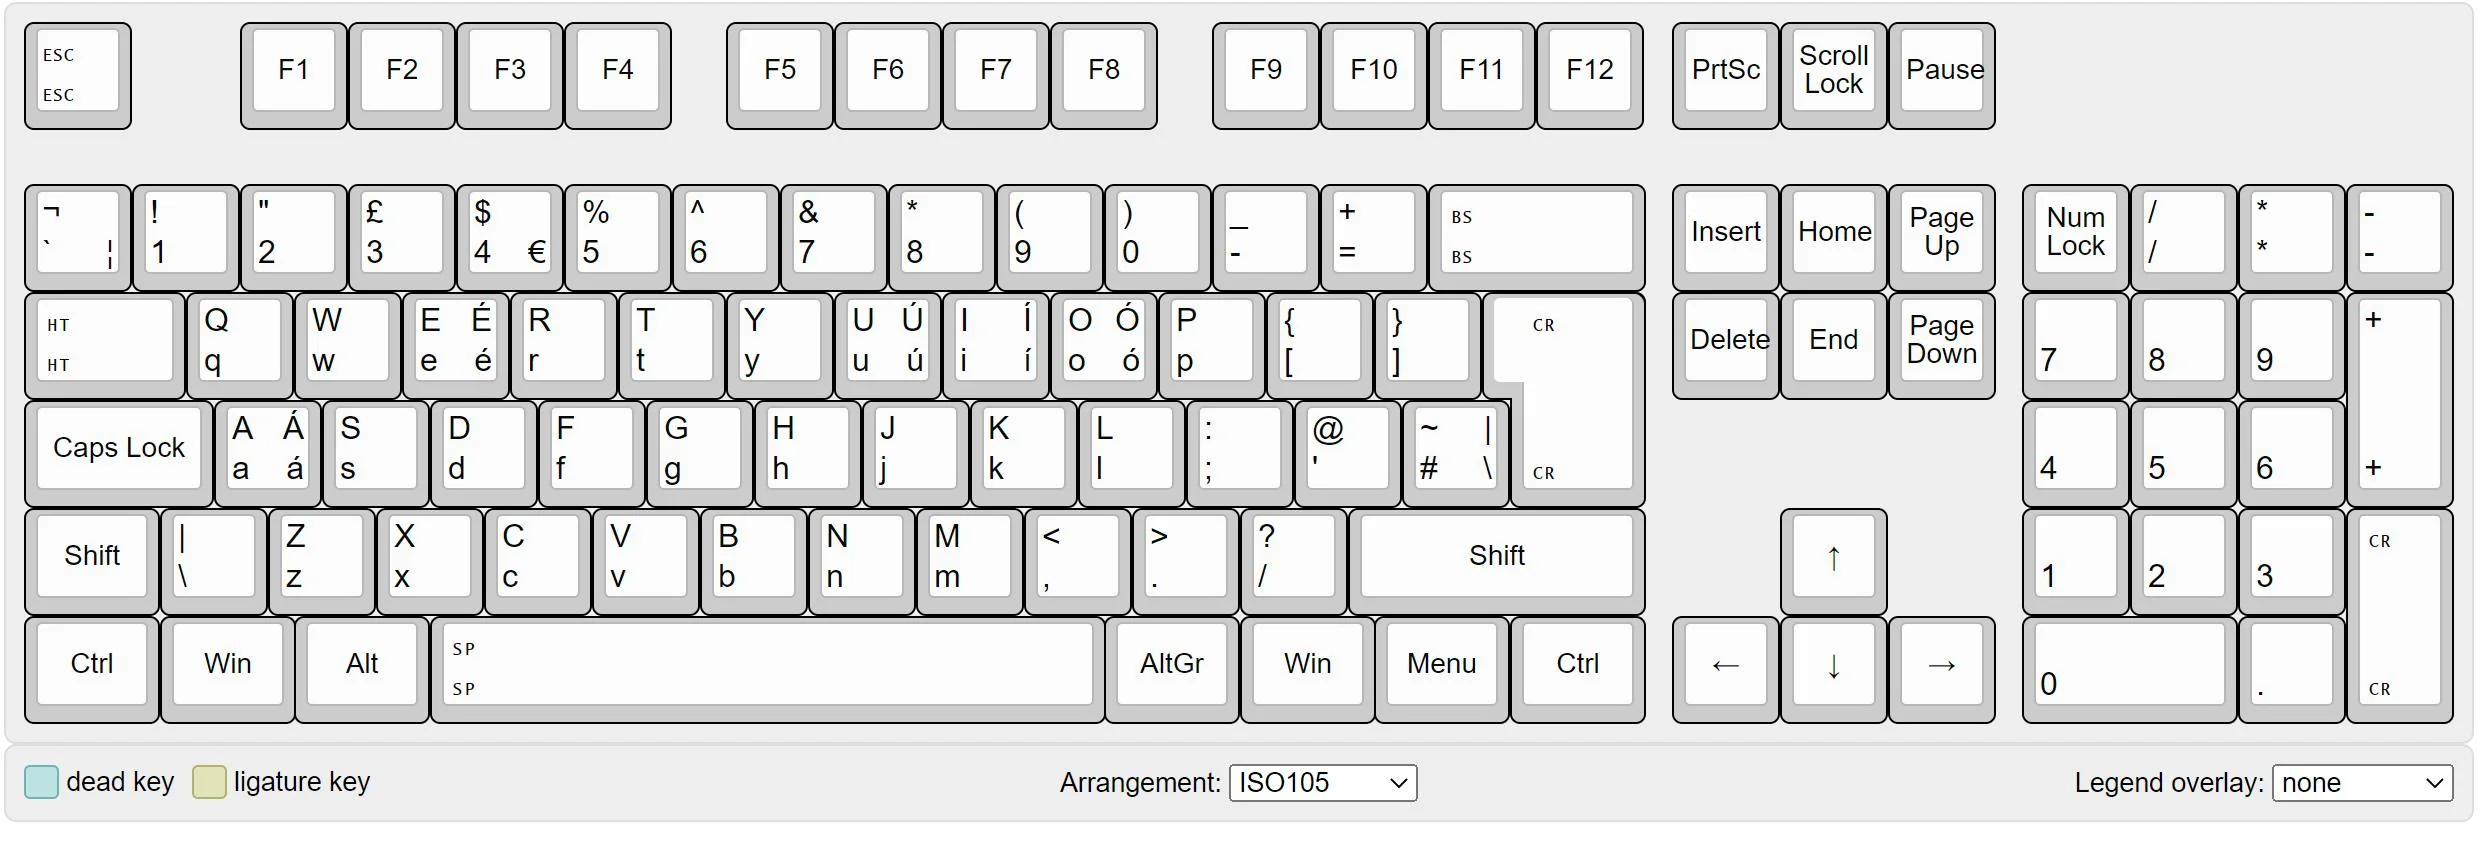 ESC F1 F2 F3 F4 F5 F6 F7 F8 F9 F10 F11 F12 PrtSc Scroll Lock Pause
ESC
¬ ! " £ $ % ^ & * ( ) _ + BS Insert Home Page Up Num Lock / * -
` ¦ 1 2 3 4 € 5 6 7 8 9 0 - = BS / * -
HT Q W E É R T Y U Ú I Í O Ó P { } CR Delete End Page Down +
HT q w e é r t y u ú i í o ó p [ ] 7 8 9
Caps Lock A Á S D F G H J K L : @ ~ |
a á s d f g h j k l ; ' # \ CR 4 5 6 +
Shift | Z X C V B N M < > ? Shift ↑ CR
\ z x c v b n m , . / 1 2 3
Ctrl Win Alt SP AltGr Win Menu Ctrl ← ↓ →
SP 0 . CR
dead key ligature key Arrangement: ISO105 Legend overlay: none